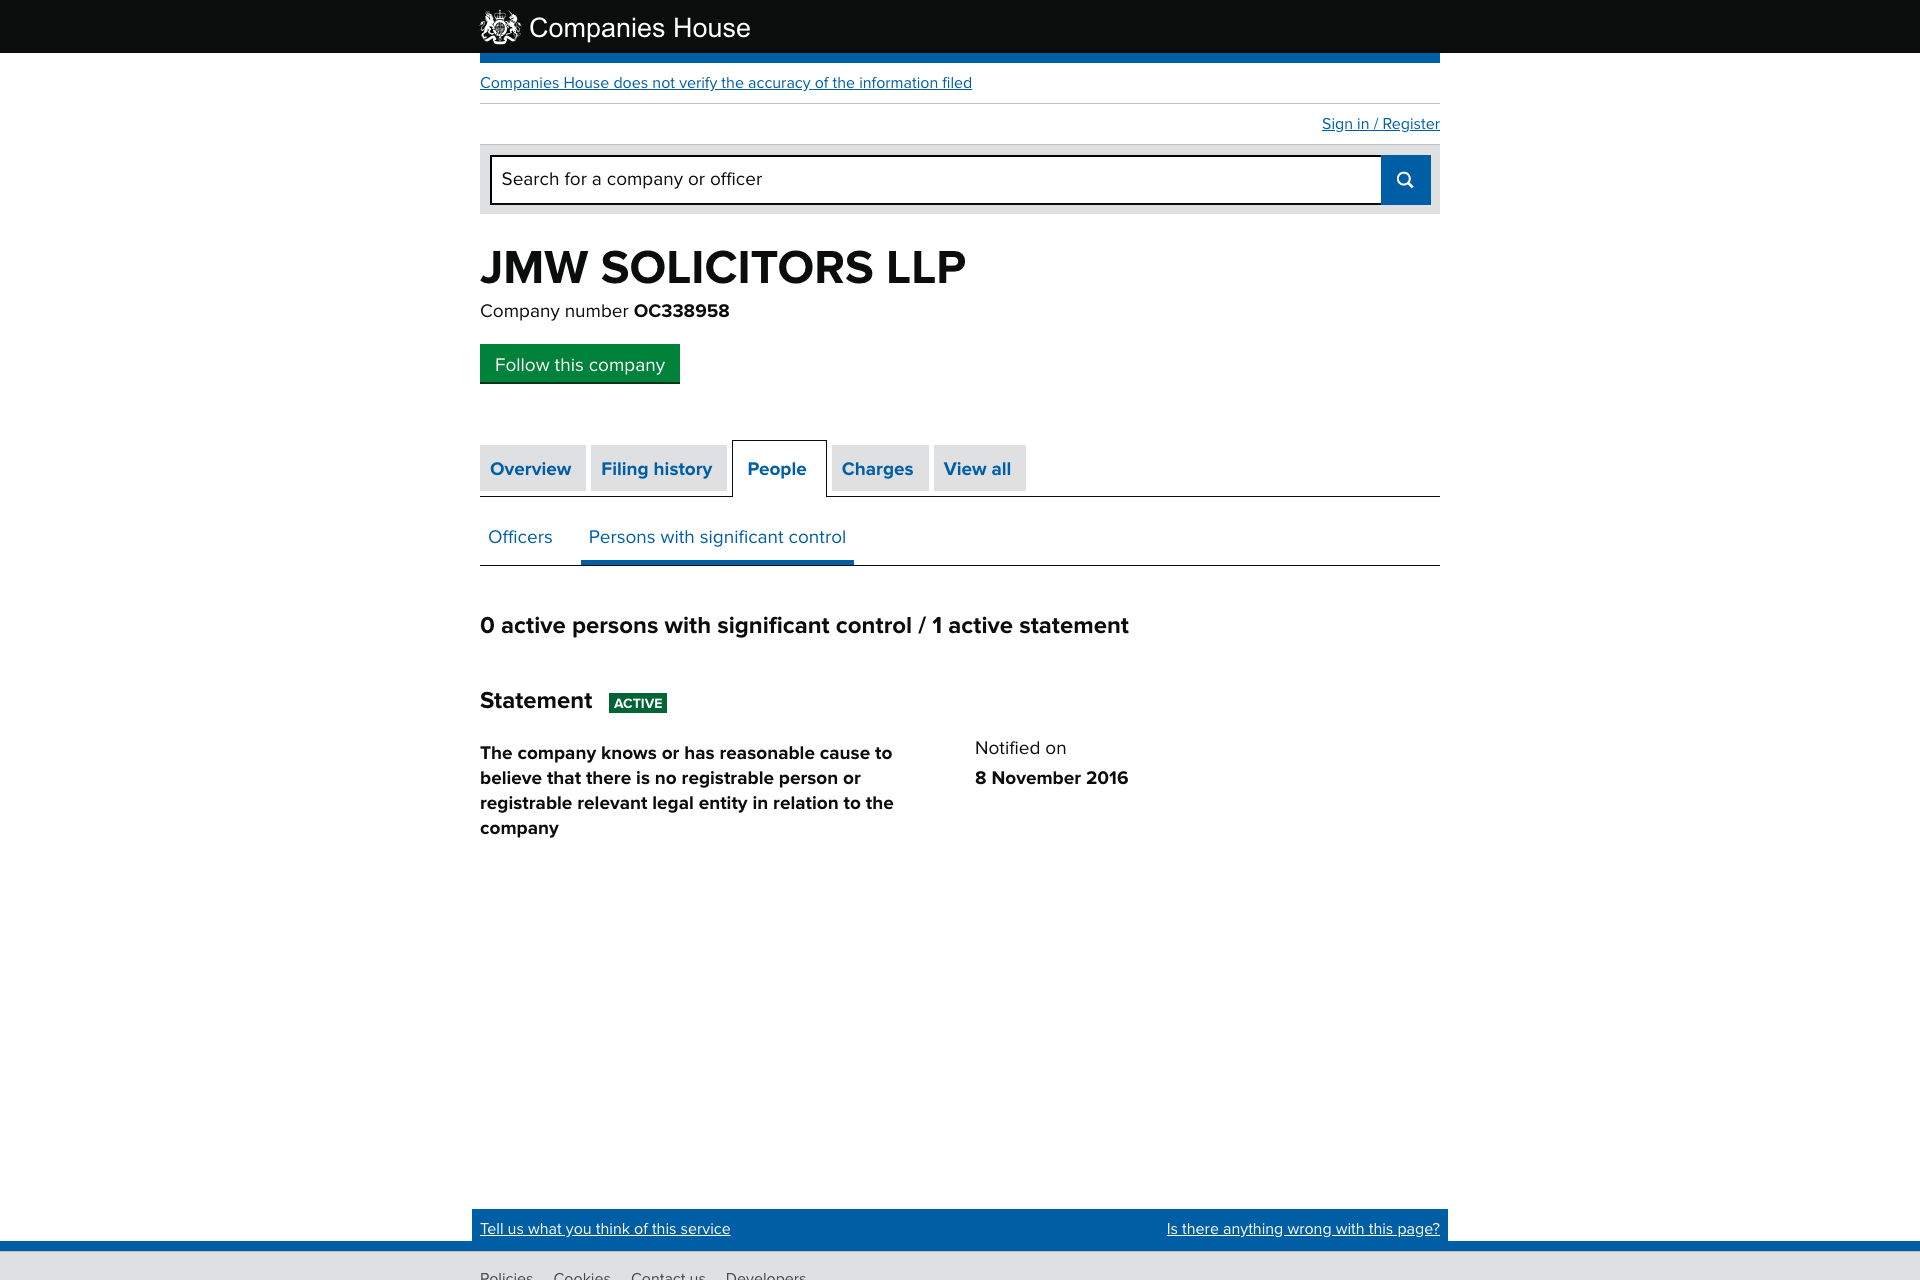 Companies House
Companies House does not verify the accuracy of the information filed
Sign in / Register
Search for a company or officer
JMW SOLICITORS LLP
Company number OC338958
Follow this company
Overview Filing history People Charges View all
Officers Persons with significant control
0 active persons with significant control / 1 active statement
Statement ACTIVE
The company knows or has reasonable cause to
believe that there is no registrable person or
registrable relevant legal entity in relation to the
company
Notified on
8 November 2016
Tell us what you think of this service Is there anything wrong with this page?
Policies Cookies Contact us Developers